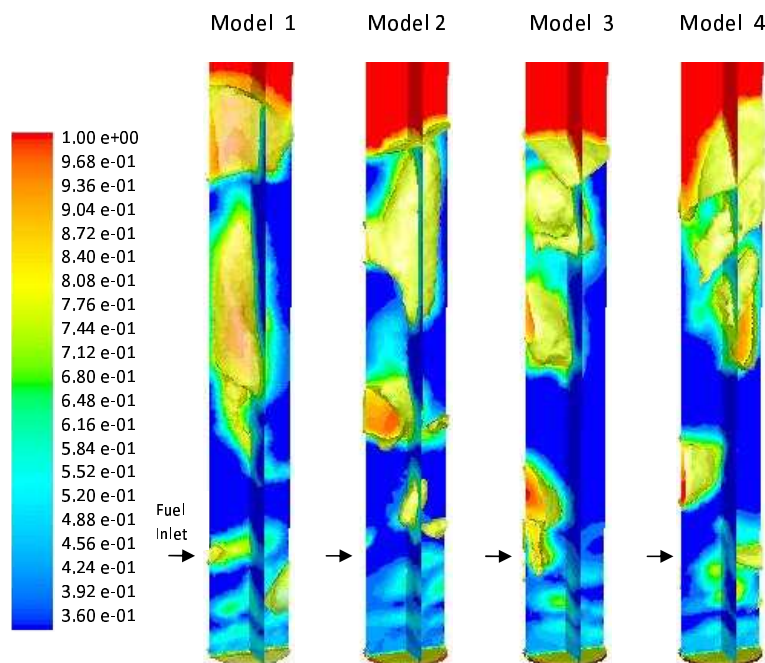 Model 1
Model 2
Model 3
Model 4
1.00 e+00
9.68 e-01
9.36 e-01
9.04 e-01
8.72 e-01
8.40 e-01
8.08 e-01
7.76 e-01
7.44 e-01
7.12 e-01
6.80 e-01
6.48 e-01
6.16 e-01
5.84 e-01
5.52 e-01
5.20 e-01
4.88 e-01
4.56 e-01
4.24 e-01
3.92 e-01
3.60 e-01
Fuel
Inlet